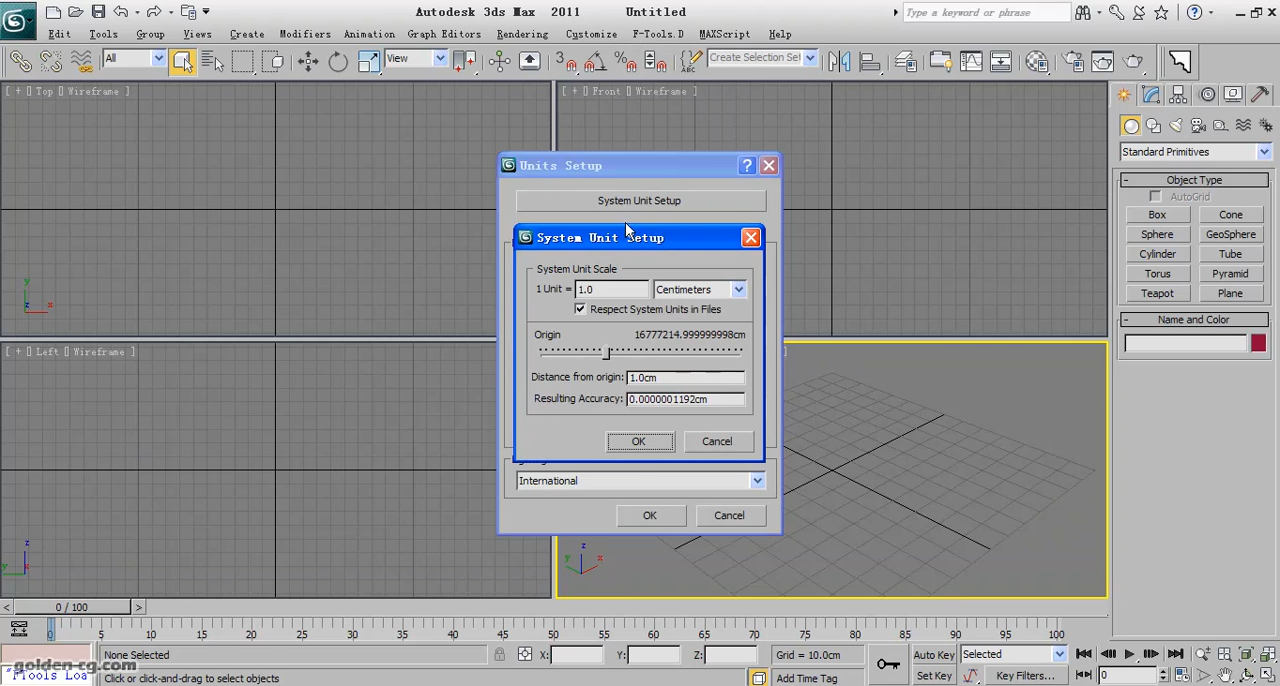 Autodesk 3ds Max 2011 Untitled
Type a keyword or phrase
Edit Tools Group Views Create Modifiers Animation Graph Editors Rendering Customize F-TooLS.D MAXScript Help
All
View
Create Selection Set
[ + ][ Top ][ Wireframe ]
[ + ][ Front ][ Wireframe ]
Standard Primitives
Units Setup
- Object Type
AutoGrid
System Unit Setup
Box Cone
Sphere GeoSphere
System Unit Setup
Cylinder Tube
System Unit Scale
Torus Pyramid
1 Unit = 1.0 Centimeters
Teapot Plane
Respect System Units in Files
- Name and Color
Origin 16777214.999999998cm
[ + ][ Left ][ Wireframe ]
Distance from origin: 1.0cm
Resulting Accuracy: 0.0000001192cm
OK Cancel
International
OK Cancel
y x z
z y
z y x
< 0 / 100 >
0 5 10 15 20 25 30 35 40 45 50 55 60 65 70 75 80 85 90 95 100
None Selected X: Y: Z: Grid = 10.0cm Auto Key Selected
golden-cg.com
"FTools Loa Click or click-and-drag to select objects Add Time Tag Set Key Key Filters... 0